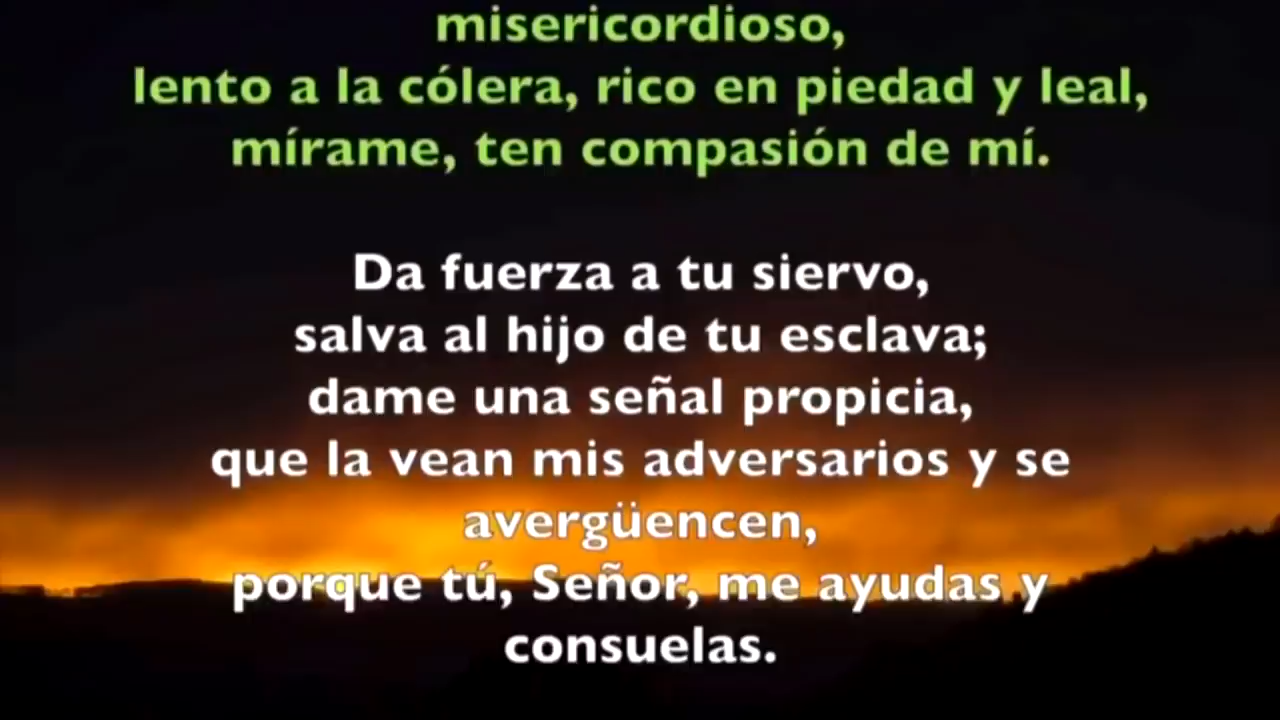 misericordioso,
lento a la cólera, rico en piedad y leal,
mírame, ten compasión de mí.
Da fuerza a tu siervo,
salva al hijo de tu esclava;
dame una señal propicia,
que la vean mis adversarios y se
avergüencen,
porque tú, Señor, me ayudas y
consuelas.